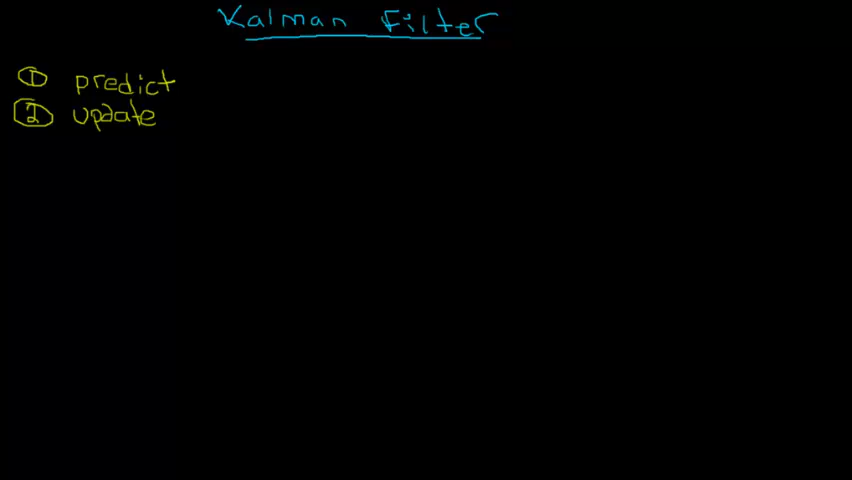 Kalman Filter
① predict
② update